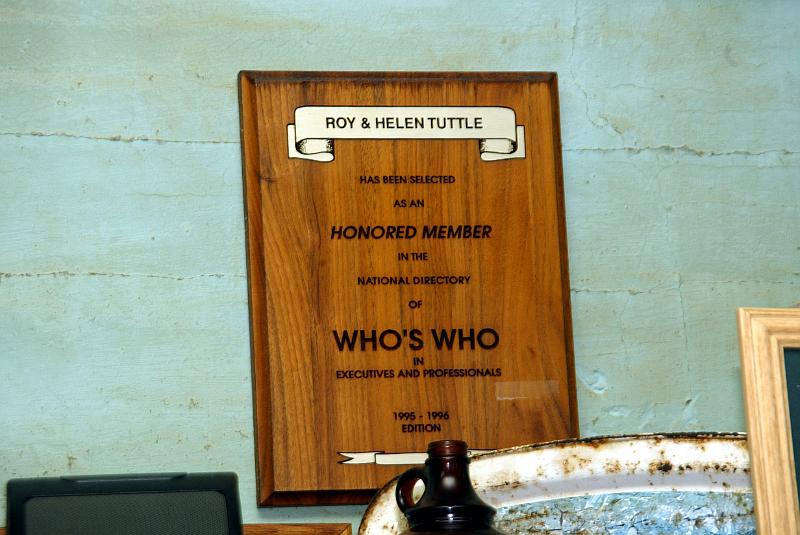 ROY & HELEN TUTTLE
HAS BEEN SELECTED
AS AN
HONORED MEMBER
IN THE
NATIONAL DIRECTORY
OF
WHO'S WHO
IN
EXECUTIVES AND PROFESSIONALS
1995 - 1996
EDITION